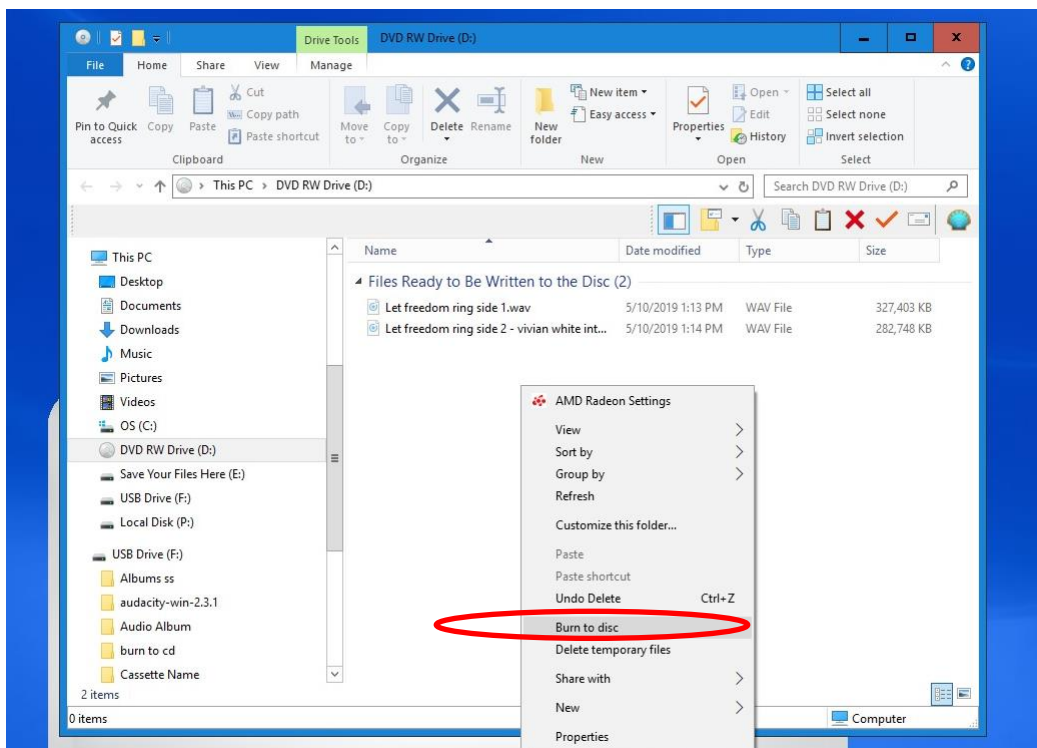 Drive Tools DVD RW Drive (D:)
File Home Share View Manage
Pin to Quick access
Copy
Paste
Cut
Copy path
Paste shortcut
Clipboard
Move to
Copy to
Delete
Rename
Organize
New folder
New item
Easy access
New
Properties
Open
Edit
History
Open
Select all
Select none
Invert selection
Select
This PC > DVD RW Drive (D:)
Search DVD RW Drive (D:)
This PC
Desktop
Documents
Downloads
Music
Pictures
Videos
OS (C:)
DVD RW Drive (D:)
Save Your Files Here (E:)
USB Drive (F:)
Local Disk (P:)
USB Drive (F:)
Albums ss
audacity-win-2.3.1
Audio Album
burn to cd
Cassette Name
Name Date modified Type Size
Files Ready to Be Written to the Disc (2)
Let freedom ring side 1.wav 5/10/2019 1:13 PM WAV File 327,403 KB
Let freedom ring side 2 - vivian white int... 5/10/2019 1:14 PM WAV File 282,748 KB
AMD Radeon Settings
View
Sort by
Group by
Refresh
Customize this folder...
Paste
Paste shortcut
Undo Delete Ctrl+Z
Burn to disc
Delete temporary files
Share with
New
Properties
2 items
0 items
Computer